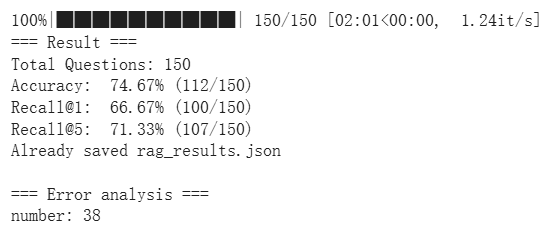 100%|██████████| 150/150 [02:01<00:00,  1.24it/s]
=== Result ===
Total Questions: 150
Accuracy:  74.67% (112/150)
Recall@1:  66.67% (100/150)
Recall@5:  71.33% (107/150)
Already saved rag_results.json
=== Error analysis ===
number: 38